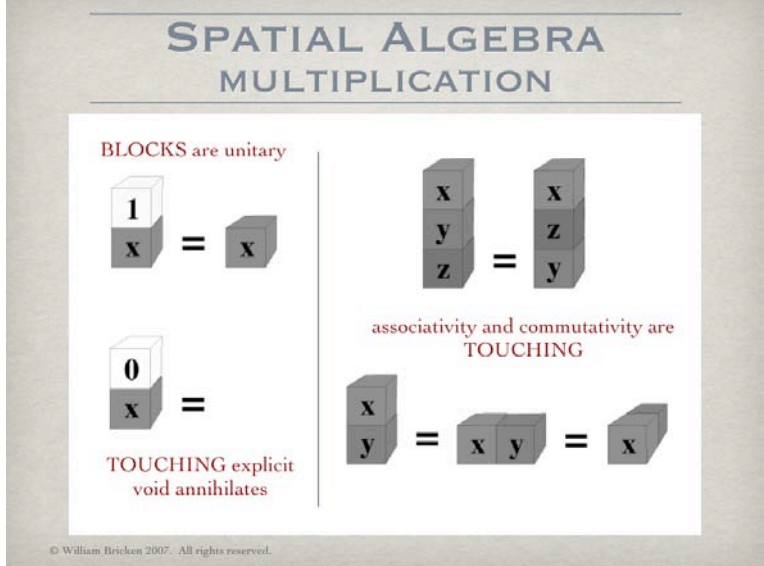 SPATIAL ALGEBRA
MULTIPLICATION
BLOCKS are unitary
1
x = x
0
x =
TOUCHING explicit
void annihilates
x x
y z
z = y
associativity and commutativity are
TOUCHING
x
y = x y = x
© William Bricken 2007. All rights reserved.